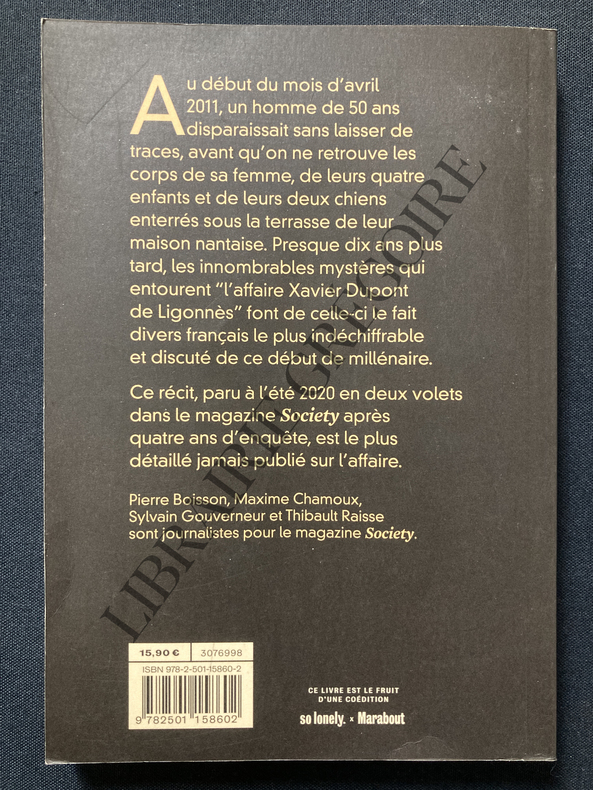 Au début du mois d'avril
2011, un homme de 50 ans
disparaissait sans laisser de
traces, avant qu'on ne retrouve les
corps de sa femme, de leurs quatre
enfants et de leurs deux chiens
enterrés sous la terrasse de leur
maison nantaise. Presque dix ans plus
tard, les innombrables mystères qui
entourent “l'affaire Xavier Dupont
de Ligonnès” font de celle-ci le fait
divers français le plus indéchiffrable
et discuté de ce début de millénaire.
Ce récit, paru à l'été 2020 en deux volets
dans le magazine Society après
quatre ans d'enquête, est le plus
détaillé jamais publié sur l'affaire.
Pierre Boisson, Maxime Chamoux,
Sylvain Gouverneur et Thibault Raisse
sont journalistes pour le magazine Society.
LIBRAIRIE GREGOIRE
15,90 € 3076998
ISBN 978-2-501-15860-2
9 782501 158602
CE LIVRE EST LE FRUIT
D'UNE COÉDITION
so lonely. x Marabout